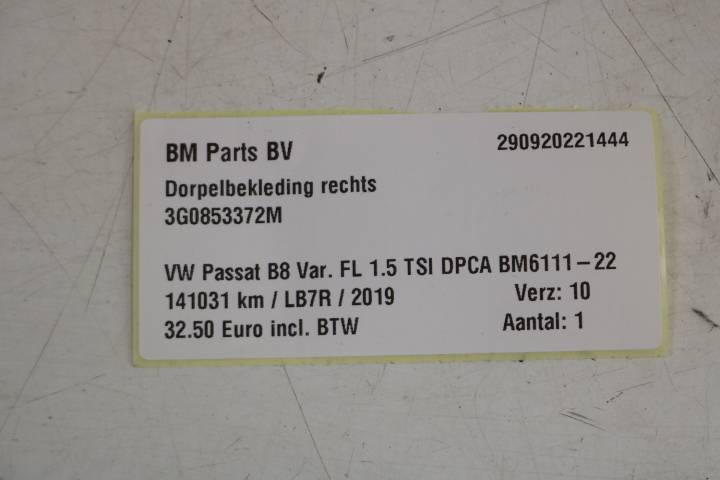 BM Parts BV 290920221444
Dorpelbekleding rechts
3G0853372M
VW Passat B8 Var. FL 1.5 TSI DPCA BM6111-22
141031 km / LB7R / 2019 Verz: 10
32.50 Euro incl. BTW Aantal: 1